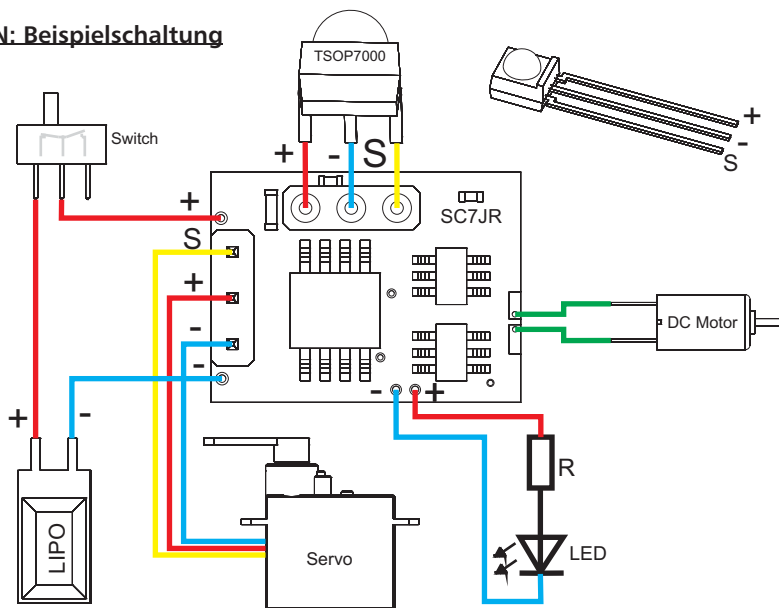 N: Beispielschaltung
TSOP7000
Switch
+ - S
+
-
S
SC7JR
+
S
+
-
-
DC Motor
+ -
- +
R
LIPO
Servo
LED